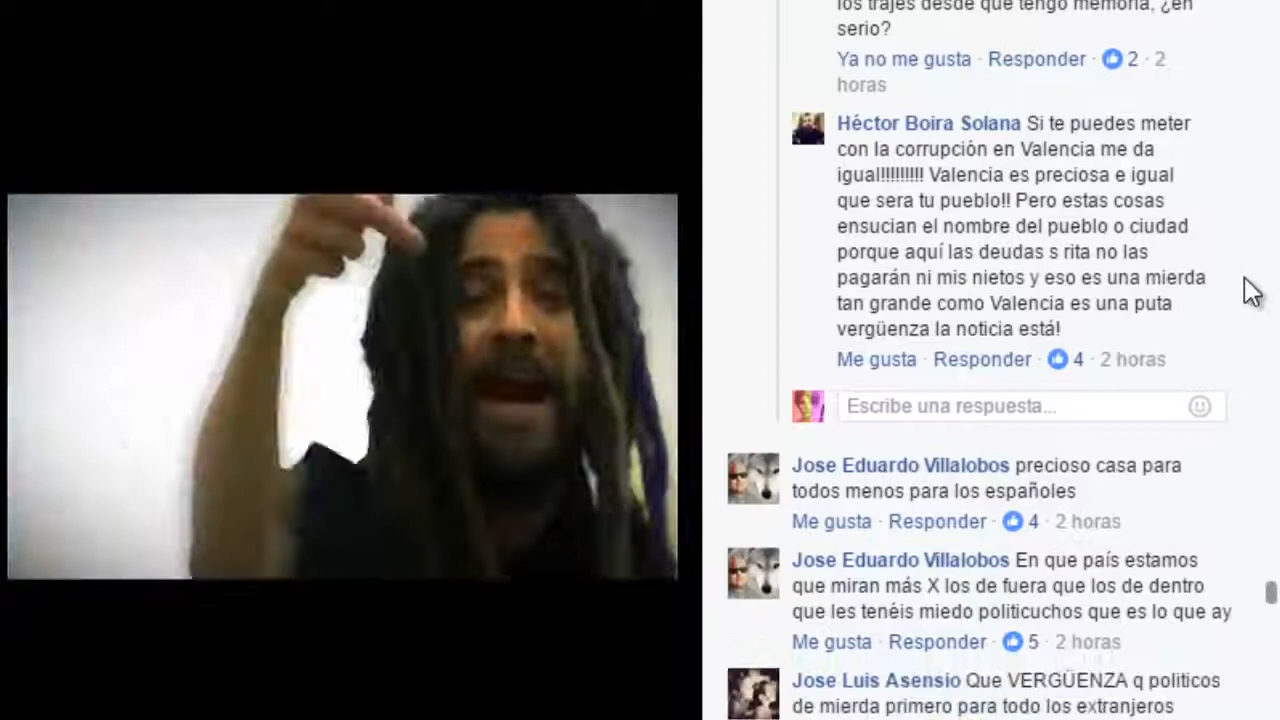 los trajes desde que tengo memoria, ¿en
serio?
Ya no me gusta · Responder · 2 · 2
horas
Héctor Boira Solana Si te puedes meter
con la corrupción en Valencia me da
igual!!!!!!!!!! Valencia es preciosa e igual
que sera tu pueblo!! Pero estas cosas
ensucian el nombre del pueblo o ciudad
porque aquí las deudas s rita no las
pagarán ni mis nietos y eso es una mierda
tan grande como Valencia es una puta
vergüenza la noticia está!
Me gusta · Responder · 4 · 2 horas
Escribe una respuesta...
Jose Eduardo Villalobos precioso casa para
todos menos para los españoles
Me gusta · Responder · 4 · 2 horas
Jose Eduardo Villalobos En que país estamos
que miran más X los de fuera que los de dentro
que les tenéis miedo politicuchos que es lo que ay
Me gusta · Responder · 5 · 2 horas
Jose Luis Asensio Que VERGÜENZA q politicos
de mierda primero para todo los extranjeros